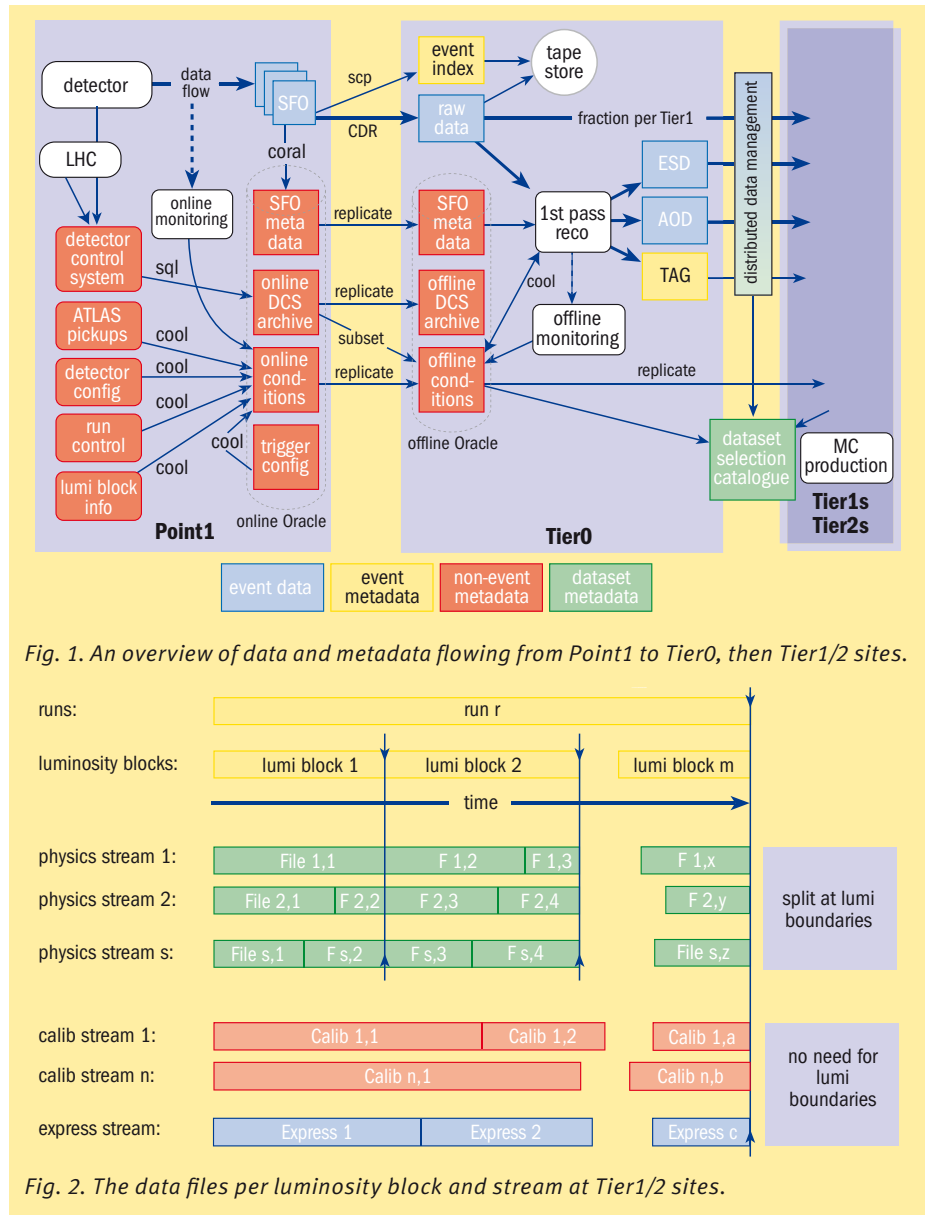 detector
data
flow
SFO
scp
CDR
event
index
tape
store
raw
data
fraction per Tier1
distributed data management
LHC
coral
online
monitoring
SFO
meta
data
replicate
SFO
meta
data
1st pass
reco
ESD
AOD
TAG
detector
control
system
sql
online
DCS
archive
replicate
subset
offline
DCS
archive
cool
offline
monitoring
ATLAS
pickups
cool
detector
config
cool
online
cond-
itions
replicate
offline
cond-
itions
replicate
run
control
cool
cool
trigger
config
offline Oracle
dataset
selection
catalogue
MC
production
lumi block
info
cool
online Oracle
Point1
Tier0
Tier1s
Tier2s
event data
event
metadata
non-event
metadata
dataset
metadata
Fig. 1. An overview of data and metadata flowing from Point1 to Tier0, then Tier1/2 sites.
runs:
run r
luminosity blocks:
lumi block 1
lumi block 2
lumi block m
time
physics stream 1:
File 1,1
F 1,2
F 1,3
F 1,x
physics stream 2:
File 2,1
F 2,2
F 2,3
F 2,4
F 2,y
split at lumi
boundaries
physics stream s:
File s,1
F s,2
F s,3
F s,4
File s,z
calib stream 1:
Calib 1,1
Calib 1,2
Calib 1,a
calib stream n:
Calib n,1
Calib n,b
no need for
lumi
boundaries
express stream:
Express 1
Express 2
Express c
Fig. 2. The data files per luminosity block and stream at Tier1/2 sites.